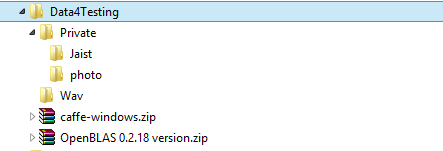 Data4Testing
Private
Jaist
photo
Wav
caffe-windows.zip
OpenBLAS 0.2.18 version.zip